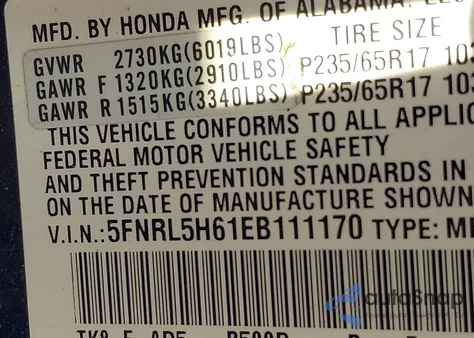 MFD. BY HONDA MFG. OF ALABAMA,
TIRE SIZE
GVWR 2730KG(6019LBS)
GAWR F 1320KG(2910LBS) P235/65R17 103
GAWR R 1515KG(3340LBS) P235/65R17 103
THIS VEHICLE CONFORMS TO ALL APPLIC
FEDERAL MOTOR VEHICLE SAFETY
AND THEFT PREVENTION STANDARDS IN
ON THE DATE OF MANUFACTURE SHOWN
V.I.N.:5FNRL5H61EB111170 TYPE: M
autoSnap